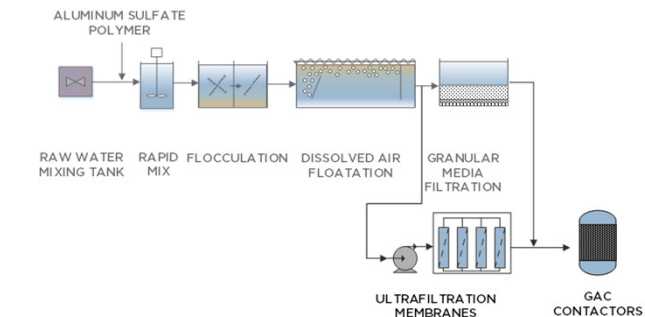 ALUMINUM SULFATE
POLYMER
RAW WATER
MIXING TANK
RAPID
MIX
FLOCCULATION
DISSOLVED AIR
FLOATATION
GRANULAR
MEDIA
FILTRATION
ULTRAFILTRATION
MEMBRANES
GAC
CONTACTORS